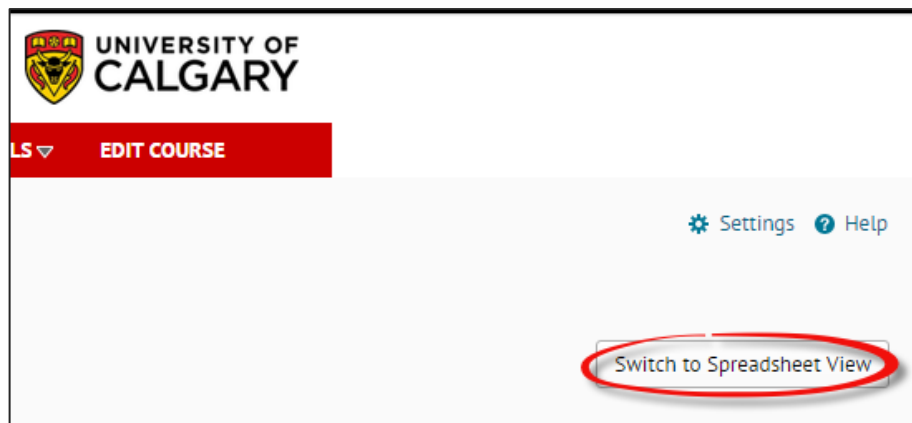 UNIVERSITY OF
CALGARY
LS EDIT COURSE
Settings Help
Switch to Spreadsheet View